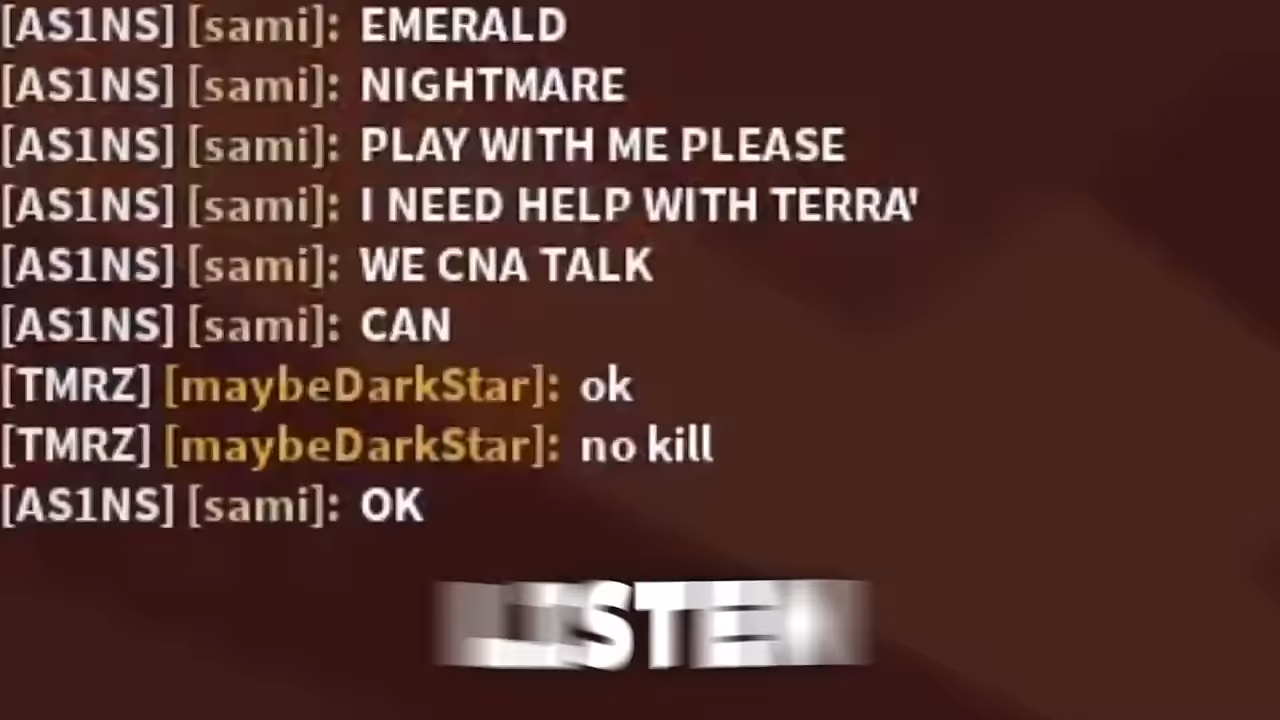 [AS1NS] [sami]: EMERALD
[AS1NS] [sami]: NIGHTMARE
[AS1NS] [sami]: PLAY WITH ME PLEASE
[AS1NS] [sami]: I NEED HELP WITH TERRA'
[AS1NS] [sami]: WE CNA TALK
[AS1NS] [sami]: CAN
[TMRZ] [maybeDarkStar]: ok
[TMRZ] [maybeDarkStar]: no kill
[AS1NS] [sami]: OK
LISTEN